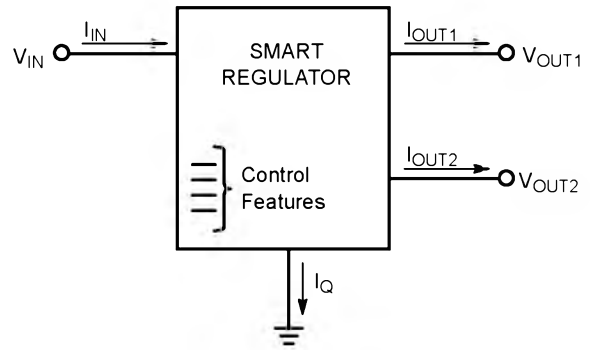 I_IN
V_IN
SMART
REGULATOR
I_OUT1
V_OUT1
Control
Features
I_OUT2
V_OUT2
I_Q